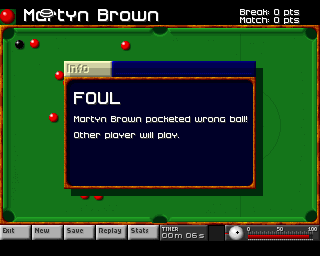 Martyn Brown
Break: 0 pts
Match: 0 pts
Info
FOUL
Martyn Brown pocketed wrong ball!
Other player will play.
Exit New Save Replay Stats
TIMER
00m 06s
0 50 100